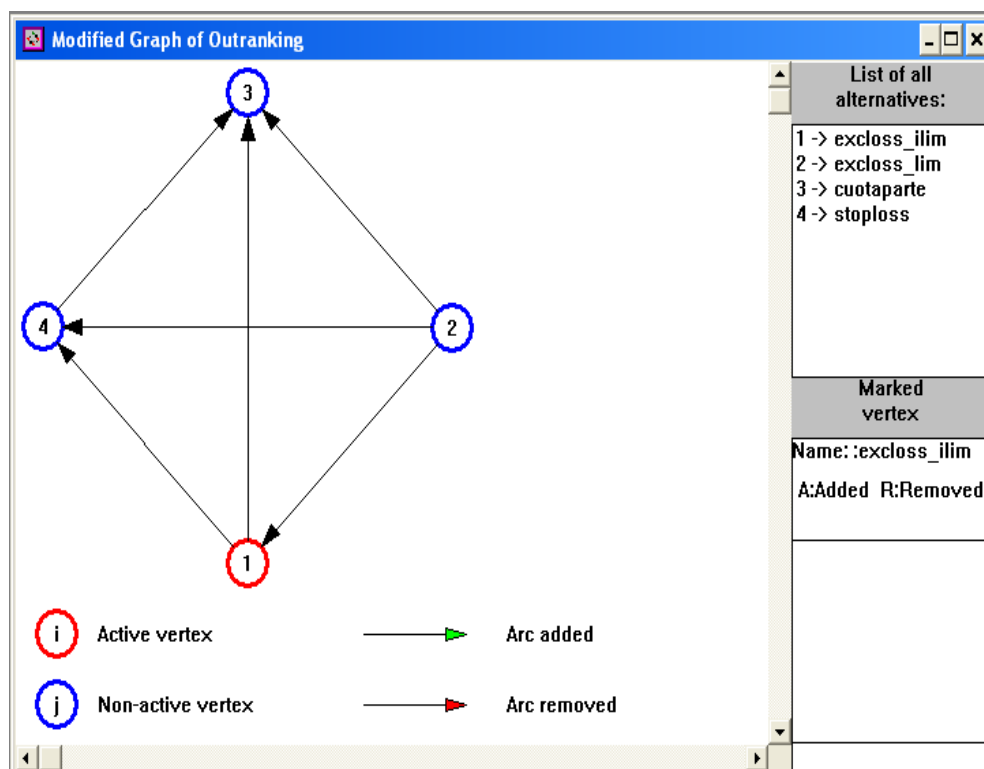 Modified Graph of Outranking
List of all
alternatives:
1 -> excloss_ilim
2 -> excloss_lim
3 -> cuotaparte
4 -> stoploss
3
4
2
1
Marked
vertex
Name: :excloss_ilim
A:Added R:Removed
i Active vertex Arc added
j Non-active vertex Arc removed